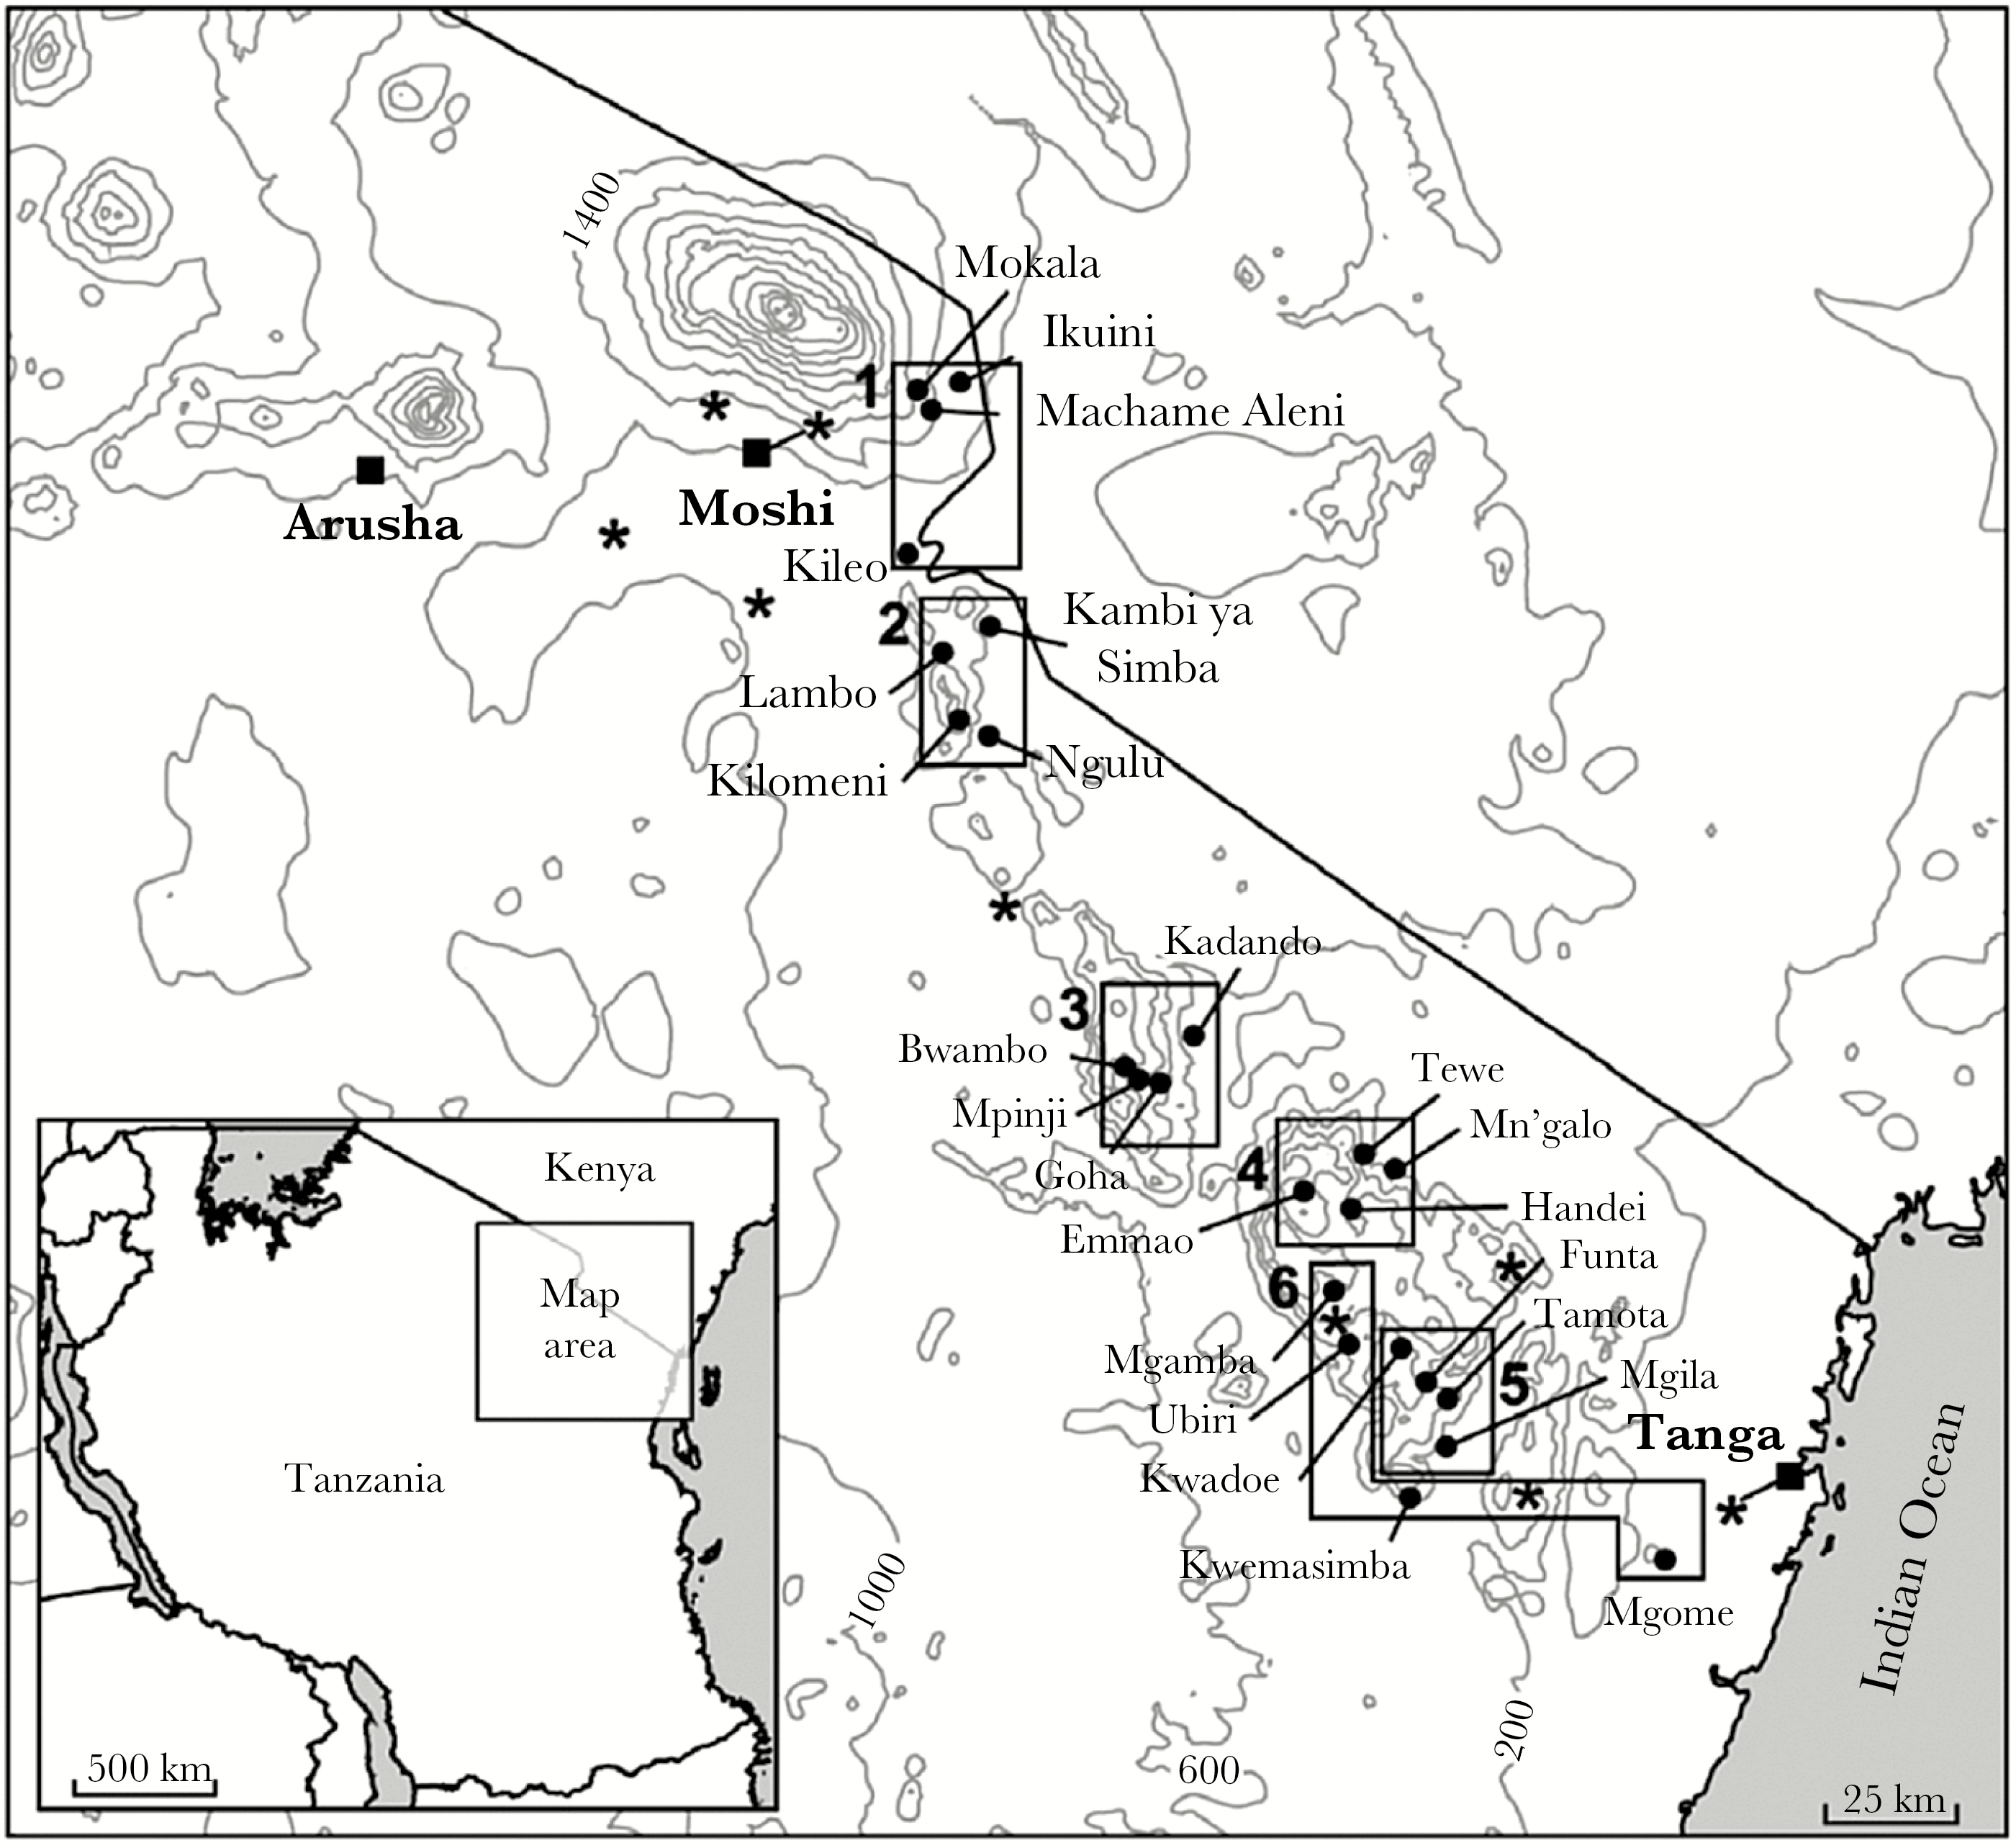 1400
Mokala
Ikuini
1
Machame Aleni
Arusha
Moshi
Kileo
2
Kambi ya
Simba
Lambo
Kilomeni
Ngulu
Kadando
3
Bwambo
Mpinji
Goha
Tewe
Mn’galo
4
Handei
Emmao
Funta
6
Tamota
Mgamba
5
Mgila
Ubiri
Tanga
Kwadoe
Kwemasimba
Mgome
Indian Ocean
1000
600
200
25 km
Kenya
Map
area
Tanzania
500 km